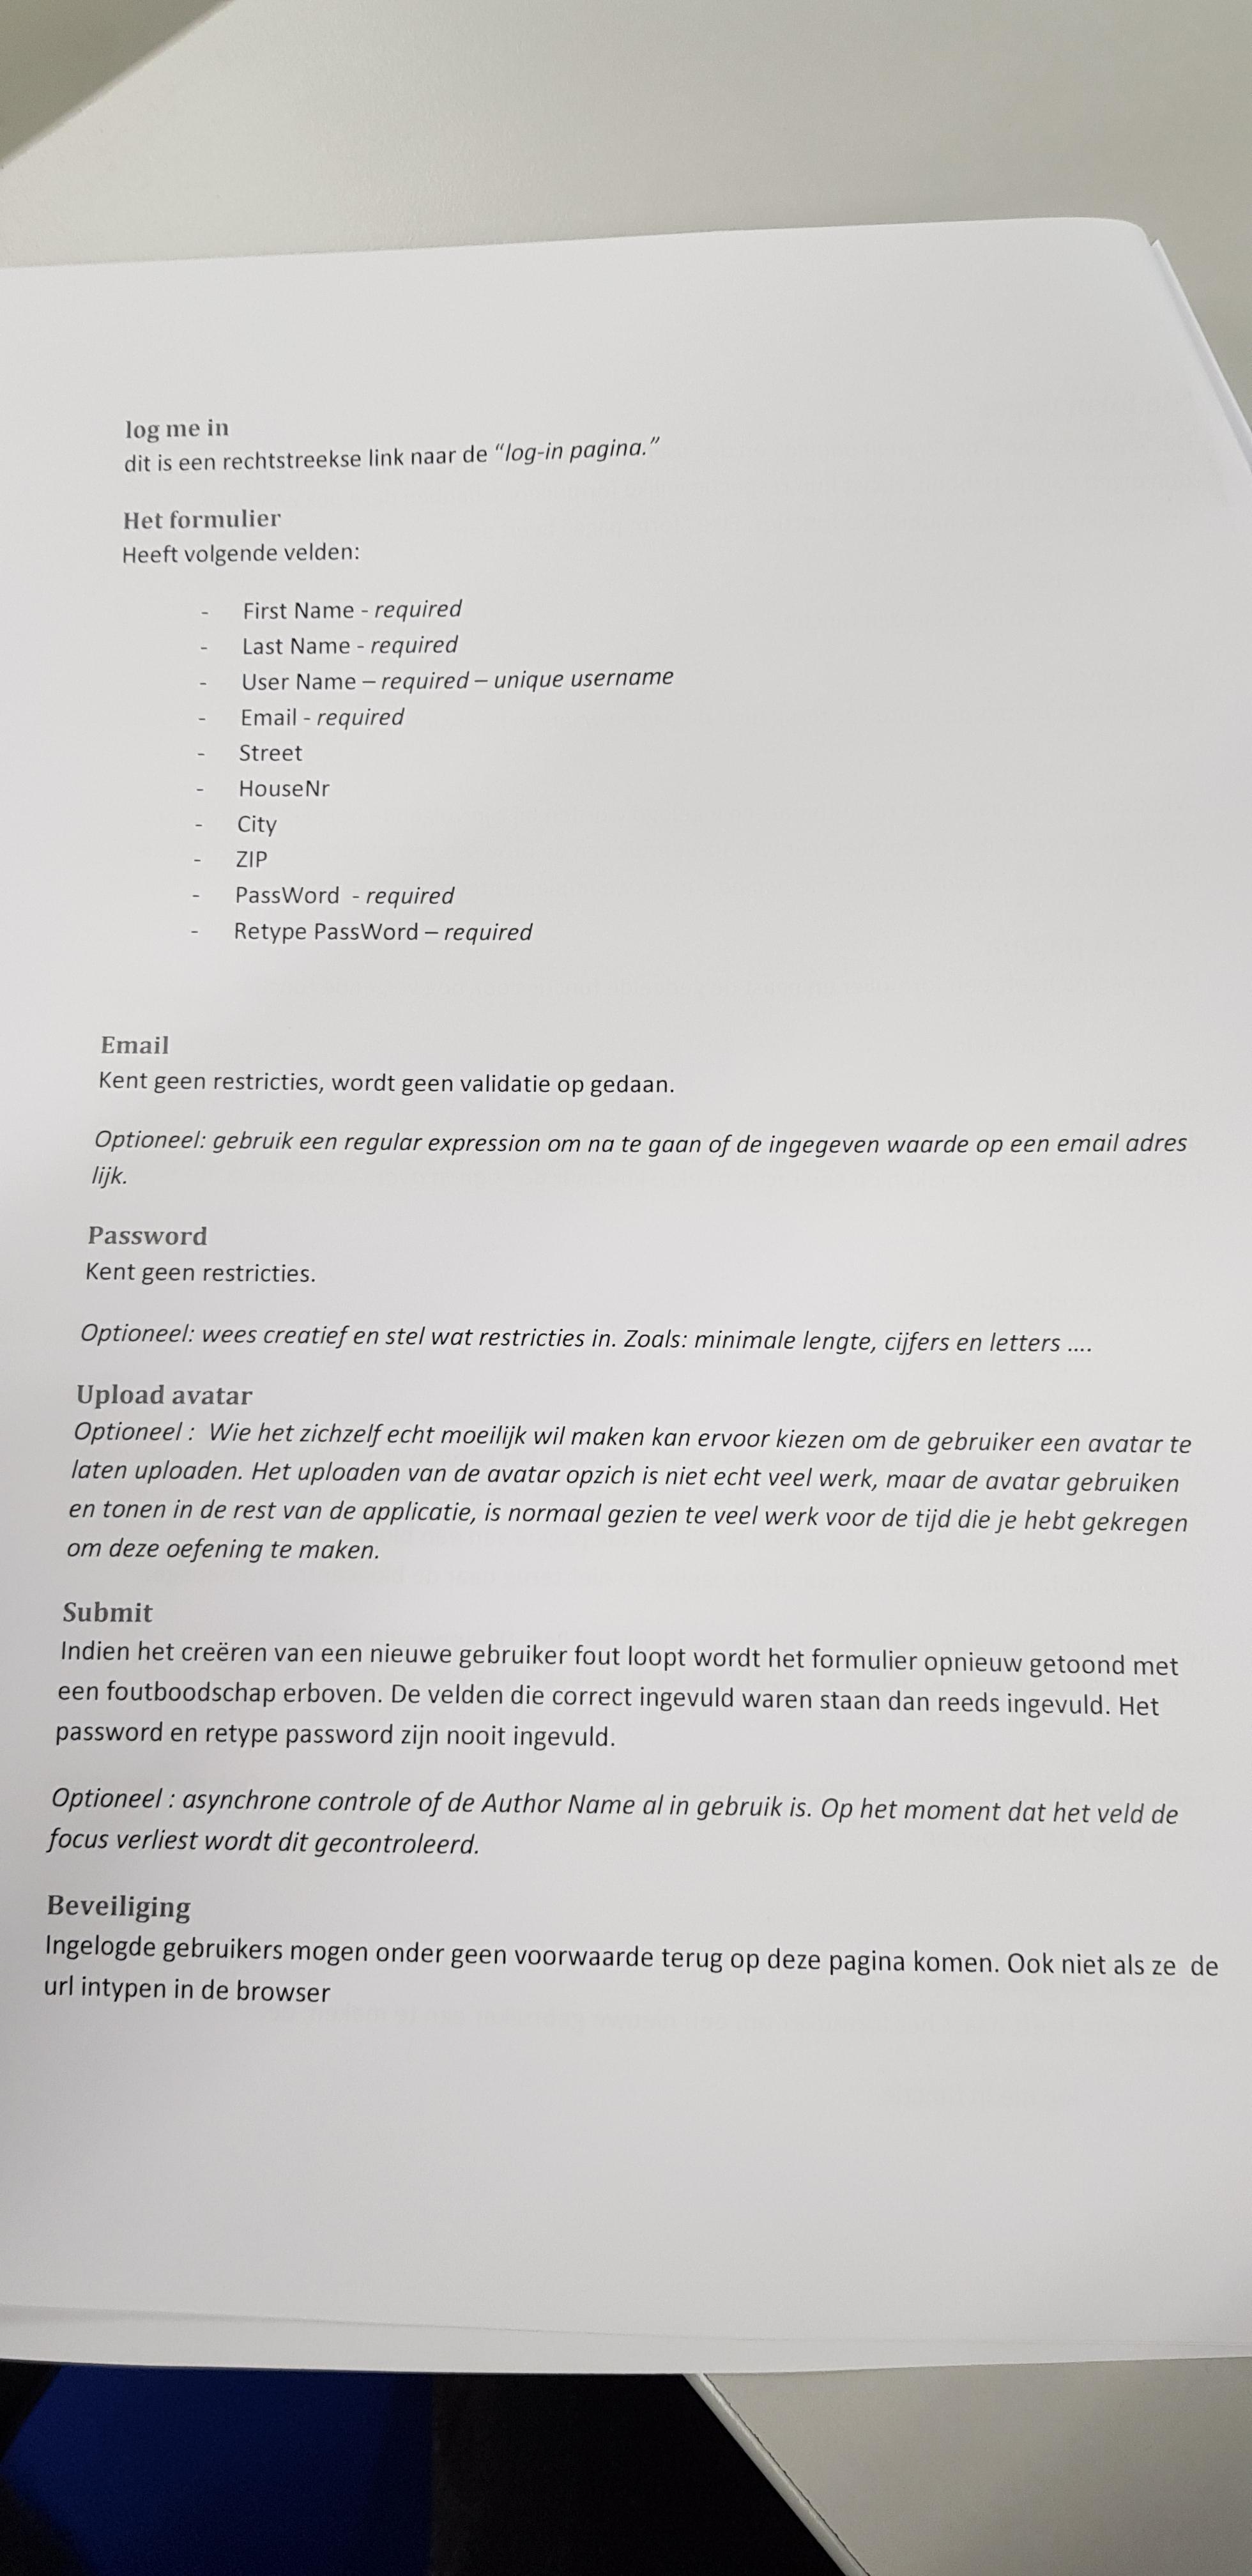 log me in
dit is een rechtstreekse link naar de “log-in pagina.”
Het formulier
Heeft volgende velden:
- First Name - required
- Last Name - required
- User Name – required – unique username
- Email - required
- Street
- HouseNr
- City
- ZIP
- PassWord - required
- Retype PassWord – required
Email
Kent geen restricties, wordt geen validatie op gedaan.
Optioneel: gebruik een regular expression om na te gaan of de ingegeven waarde op een email adres
lijk.
Password
Kent geen restricties.
Optioneel: wees creatief en stel wat restricties in. Zoals: minimale lengte, cijfers en letters ....
Upload avatar
Optioneel : Wie het zichzelf echt moeilijk wil maken kan ervoor kiezen om de gebruiker een avatar te
laten uploaden. Het uploaden van de avatar opzich is niet echt veel werk, maar de avatar gebruiken
en tonen in de rest van de applicatie, is normaal gezien te veel werk voor de tijd die je hebt gekregen
om deze oefening te maken.
Submit
Indien het creëren van een nieuwe gebruiker fout loopt wordt het formulier opnieuw getoond met
een foutboodschap erboven. De velden die correct ingevuld waren staan dan reeds ingevuld. Het
password en retype password zijn nooit ingevuld.
Optioneel : asynchrone controle of de Author Name al in gebruik is. Op het moment dat het veld de
focus verliest wordt dit gecontroleerd.
Beveiliging
Ingelogde gebruikers mogen onder geen voorwaarde terug op deze pagina komen. Ook niet als ze de
url intypen in de browser